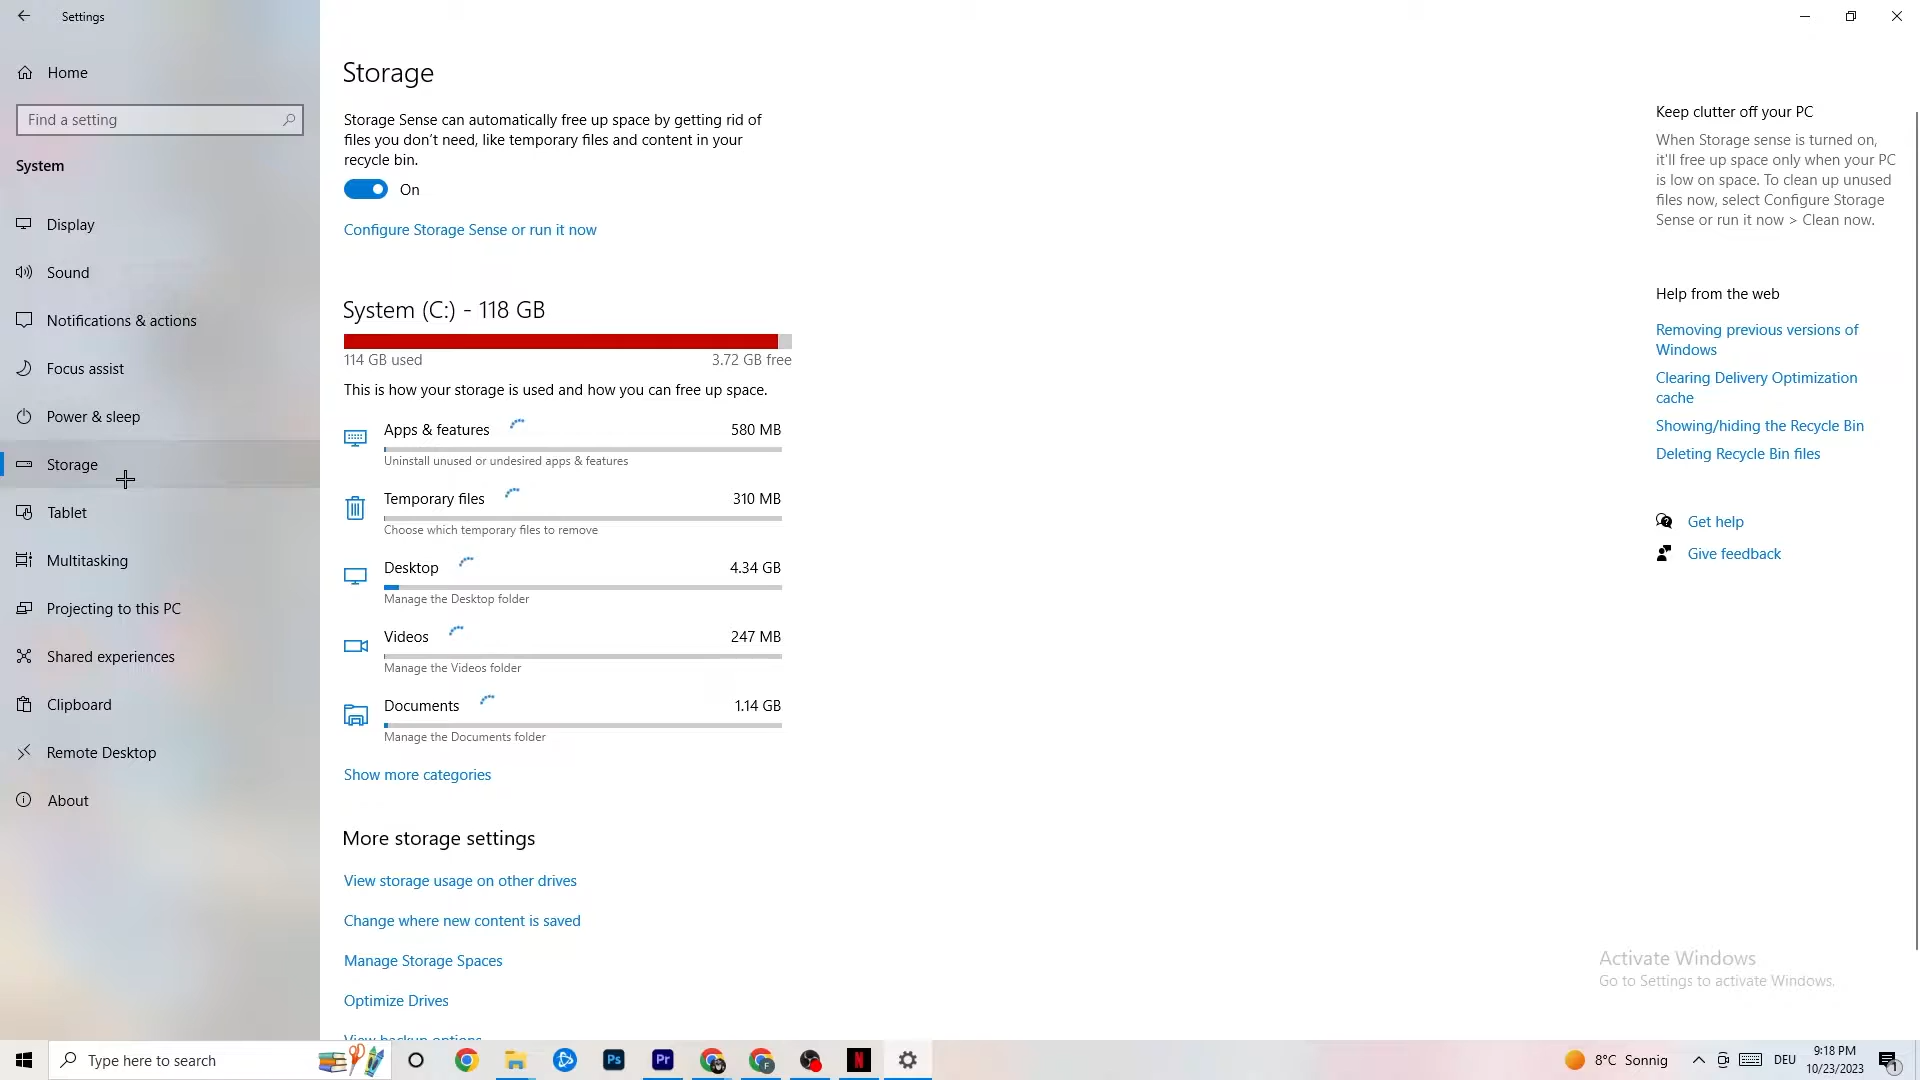 Settings
Home
Find a setting
System
Display
Sound
Notifications & actions
Focus assist
Power & sleep
Storage
Tablet
Multitasking
Projecting to this PC
Shared experiences
Clipboard
Remote Desktop
About
Storage
Storage Sense can automatically free up space by getting rid of
files you don't need, like temporary files and content in your
recycle bin.
On
Configure Storage Sense or run it now
System (C:) - 118 GB
114 GB used 3.72 GB free
This is how your storage is used and how you can free up space.
Apps & features 580 MB
Uninstall unused or undesired apps & features
Temporary files 310 MB
Choose which temporary files to remove
Desktop 4.34 GB
Manage the Desktop folder
Videos 247 MB
Manage the Videos folder
Documents 1.14 GB
Manage the Documents folder
Show more categories
More storage settings
View storage usage on other drives
Change where new content is saved
Manage Storage Spaces
Optimize Drives
View backup options
Keep clutter off your PC
When Storage sense is turned on,
it'll free up space only when your PC
is low on space. To clean up unused
files now, select Configure Storage
Sense or run it now > Clean now.
Help from the web
Removing previous versions of
Windows
Clearing Delivery Optimization
cache
Showing/hiding the Recycle Bin
Deleting Recycle Bin files
Get help
Give feedback
Activate Windows
Go to Settings to activate Windows.
Type here to search
Ps
Pr
F
N
8°C Sonnig
DEU
9:18 PM
10/23/2023
1